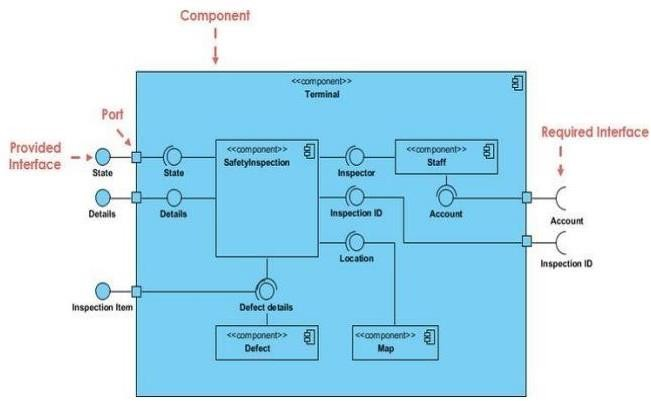 Component
<<component>>
Terminal
Port
Provided
Interface
Required Interface
<<component>>
SafetyInspection
<<component>>
Staff
State
State
Inspector
Details
Details
Inspection ID
Account
Account
Location
Inspection ID
Inspection Item
Defect details
<<component>>
Defect
<<component>>
Map